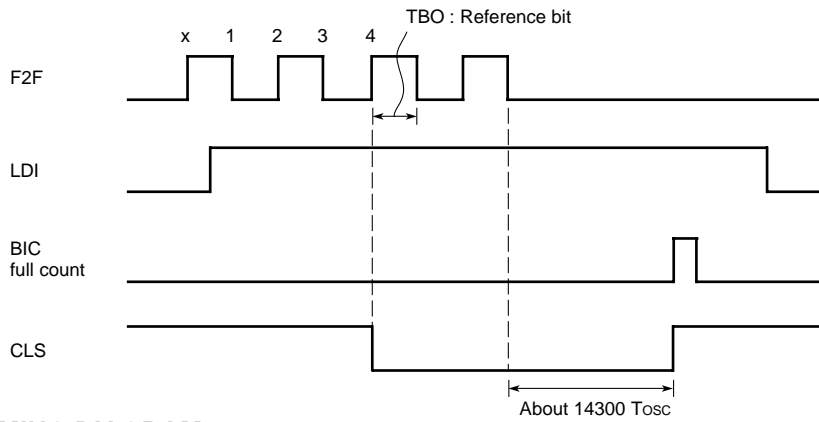 TBO : Reference bit
x 1 2 3 4
F2F
LDI
BIC
full count
CLS
About 14300 Tosc